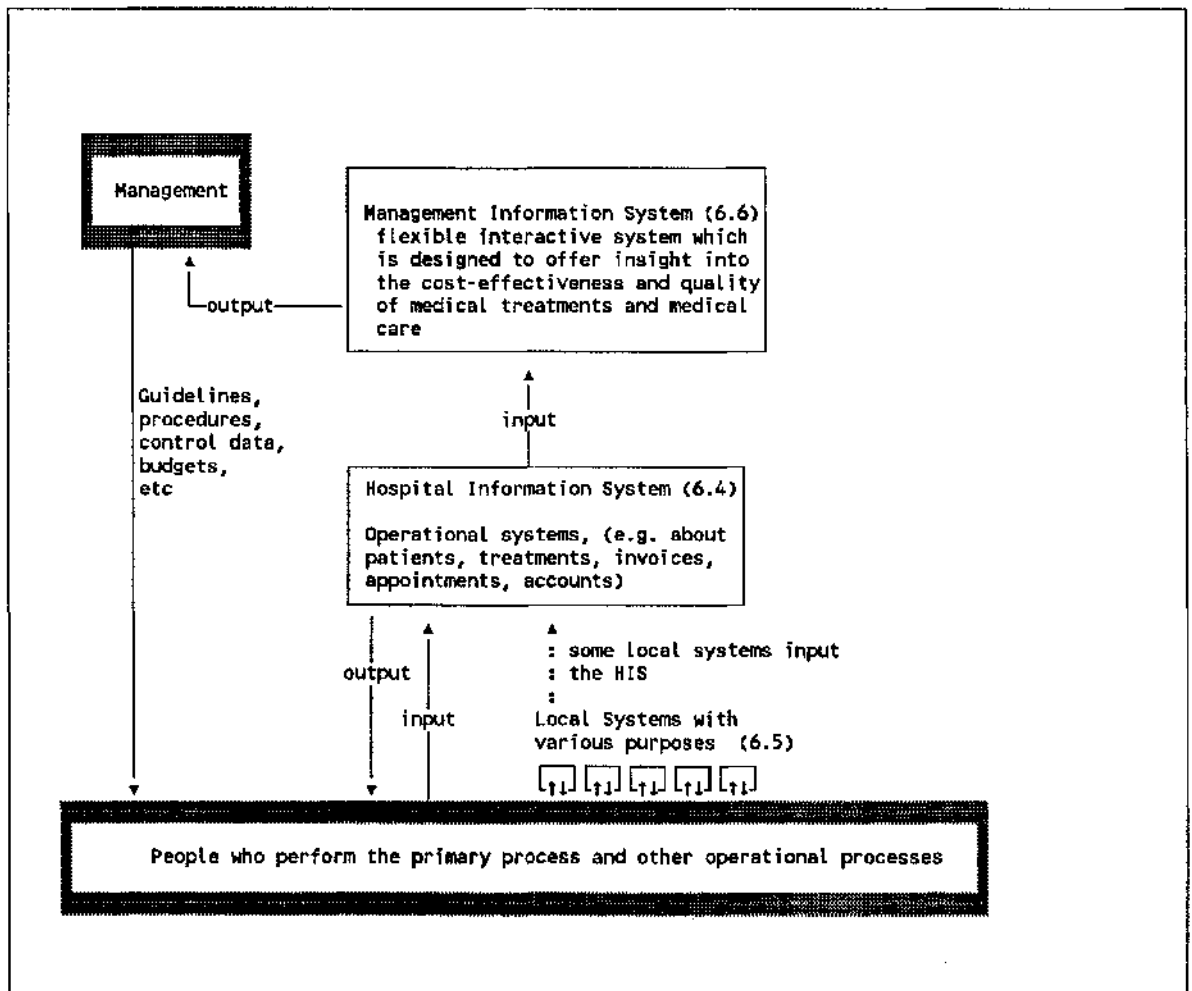 Management
Management Information System (6.6)
flexible interactive system which
is designed to offer insight into
the cost-effectiveness and quality
of medical treatments and medical
care
output
Guidelines,
procedures,
control data,
budgets,
etc
input
Hospital Information System (6.4)
Operational systems, (e.g. about
patients, treatments, invoices,
appointments, accounts)
output
input
: some local systems input
: the HIS
:
Local Systems with
various purposes (6.5)
People who perform the primary process and other operational processes